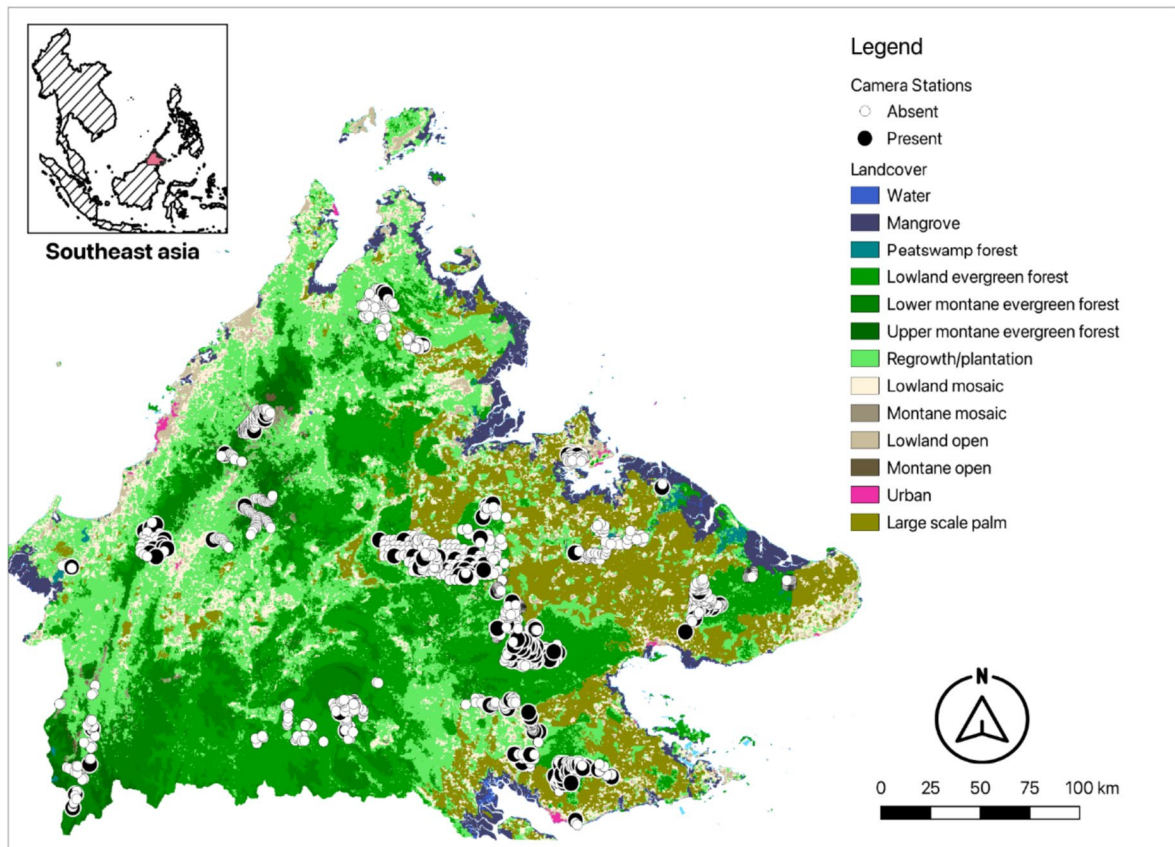 Southeast asia
Legend
Camera Stations
Absent
Present
Landcover
Water
Mangrove
Peatswamp forest
Lowland evergreen forest
Lower montane evergreen forest
Upper montane evergreen forest
Regrowth/plantation
Lowland mosaic
Montane mosaic
Lowland open
Montane open
Urban
Large scale palm
N
0 25 50 75 100 km